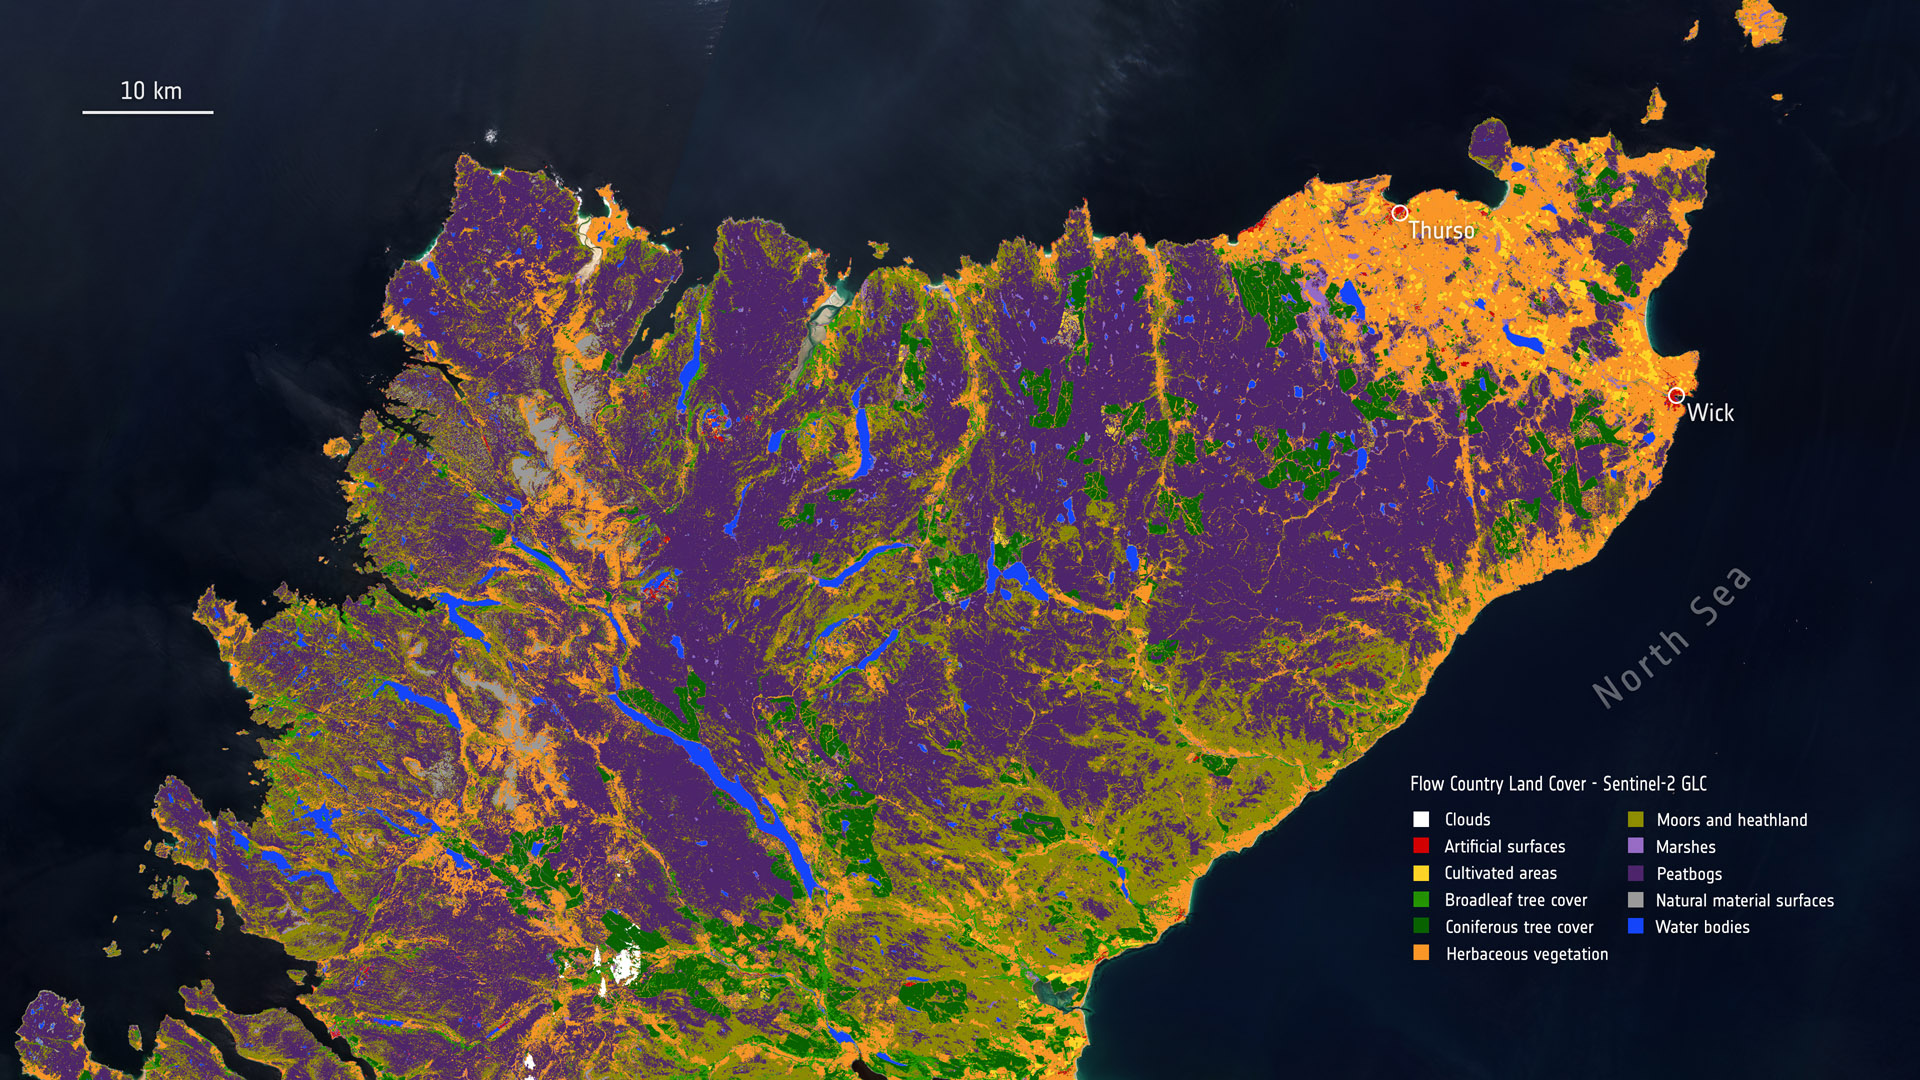 10 km
Thurso
Wick
North Sea
Flow Country Land Cover - Sentinel-2 GLC
Clouds
Artificial surfaces
Cultivated areas
Broadleaf tree cover
Coniferous tree cover
Herbaceous vegetation
Moors and heathland
Marshes
Peatbogs
Natural material surfaces
Water bodies